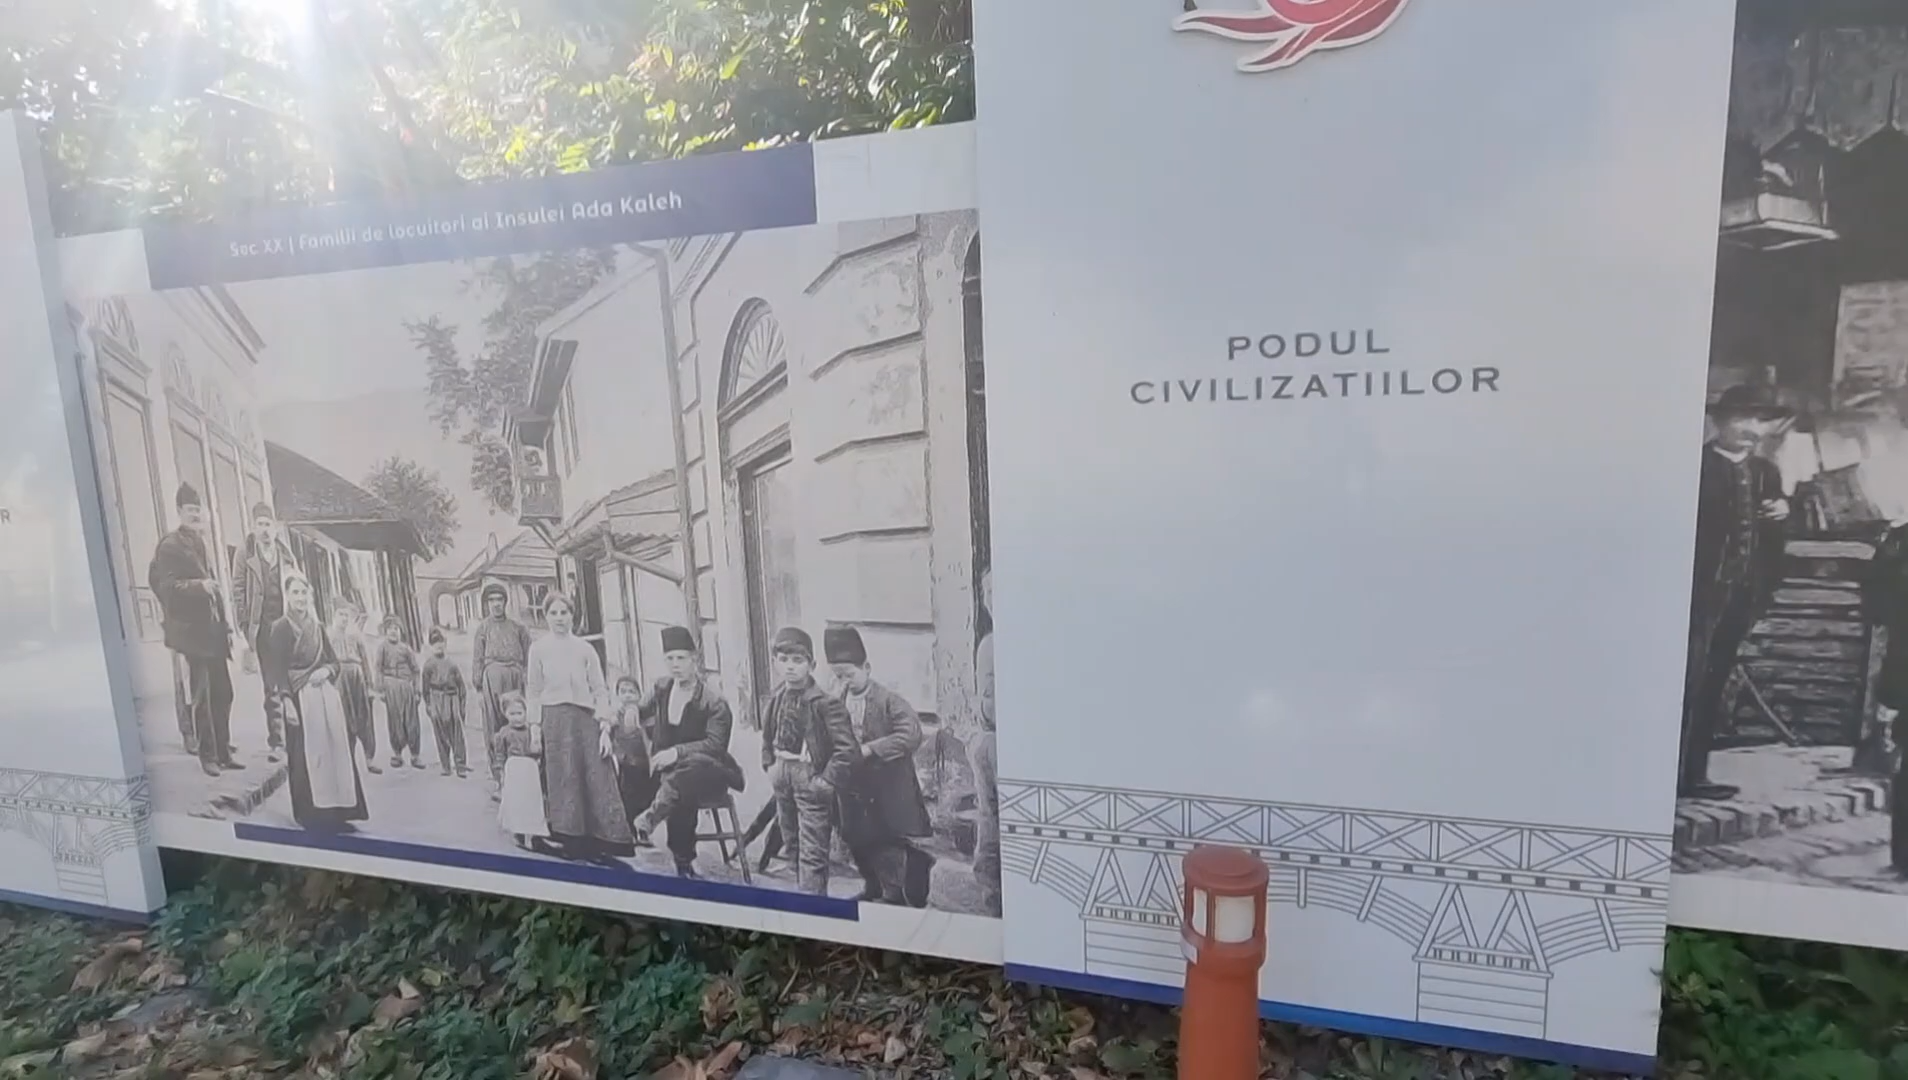 Sec XX | Familii de locuitori ai Insulei Ada Kaleh
PODUL
CIVILIZATIILOR
R